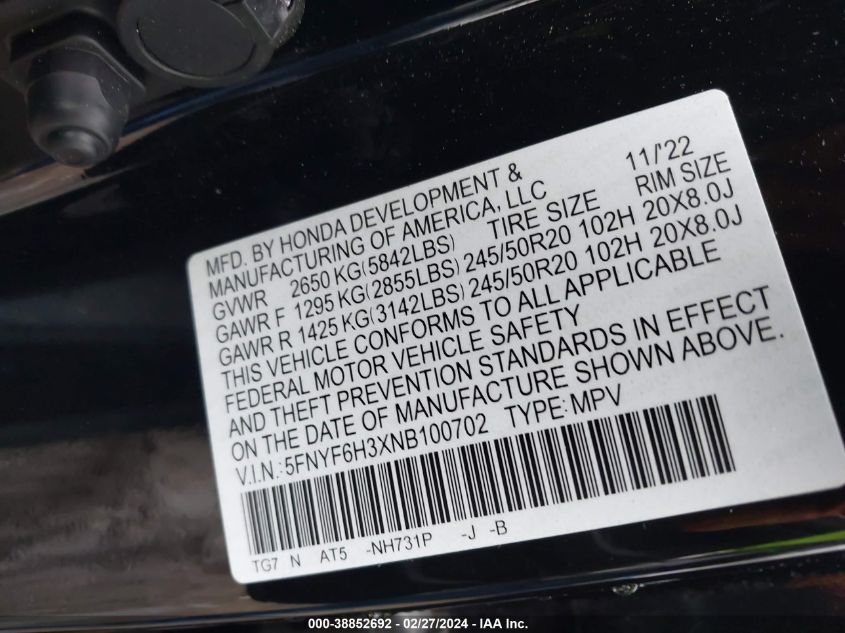 MFD. BY HONDA DEVELOPMENT & 11/'22
MANUFACTURING OF AMERICA, LLC
GVWR 2650 KG(5842LBS) TIRE SIZE RIM SIZE
GAWR F 1295 KG(2855LBS) 245/50R20 102H 20X8.0J
GAWR R 1425 KG(3142LBS) 245/50R20 102H 20X8.0J
THIS VEHICLE CONFORMS TO ALL APPLICABLE
FEDERAL MOTOR VEHICLE SAFETY
AND THEFT PREVENTION STANDARDS IN EFFECT
ON THE DATE OF MANUFACTURE SHOWN ABOVE.
V.I.N.:5FNYF6H3XNB100702 TYPE:MPV
TG7 N AT5 -NH731P -J -B
000-38852692 - 02/27/2024 - IAA Inc.